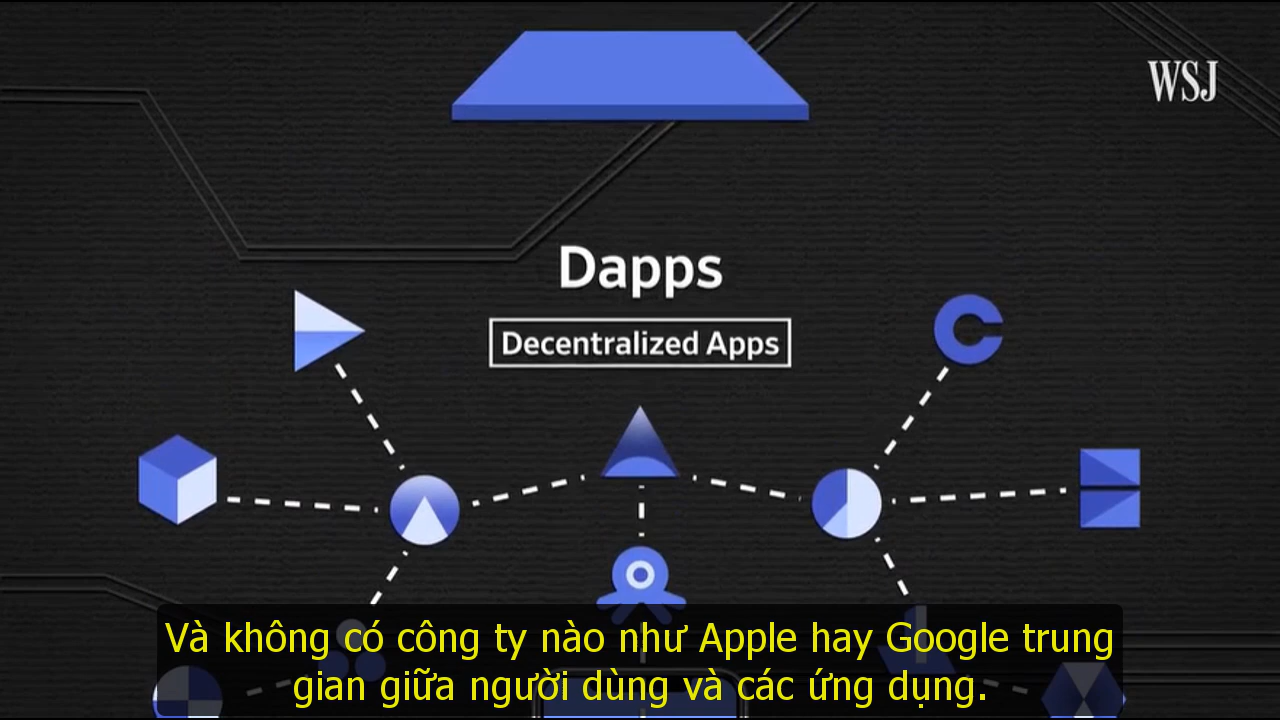 WSJ
Dapps
Decentralized Apps
Và không có công ty nào như Apple hay Google trung
gian giữa người dùng và các ứng dụng.